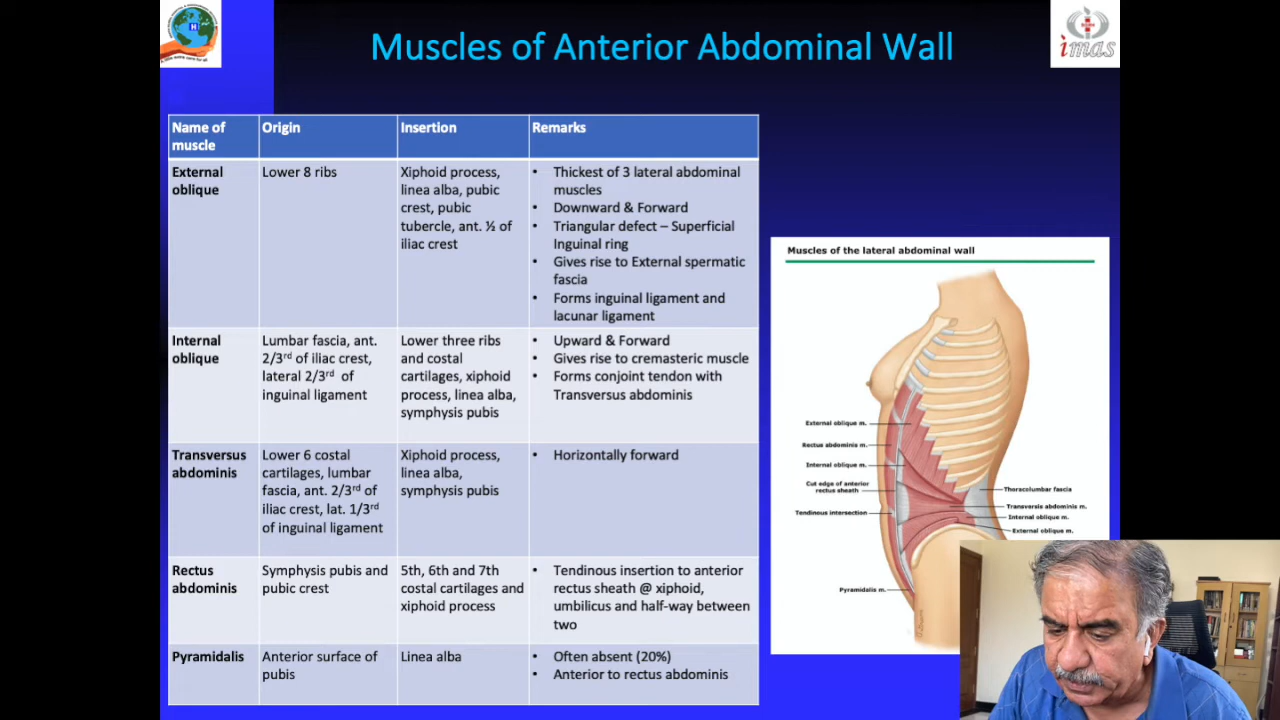 Muscles of Anterior Abdominal Wall
H
imas
Name of
muscle
Origin
Insertion
Remarks
External
oblique
Lower 8 ribs
Xiphoid process,
linea alba, pubic
crest, pubic
tubercle, ant. ½ of
iliac crest
• Thickest of 3 lateral abdominal
muscles
• Downward & Forward
• Triangular defect – Superficial
Inguinal ring
• Gives rise to External spermatic
fascia
• Forms inguinal ligament and
lacunar ligament
Internal
oblique
Lumbar fascia, ant.
2/3rd of iliac crest,
lateral 2/3rd of
inguinal ligament
Lower three ribs
and costal
cartilages, xiphoid
process, linea alba,
symphysis pubis
• Upward & Forward
• Gives rise to cremasteric muscle
• Forms conjoint tendon with
Transversus abdominis
Transversus
abdominis
Lower 6 costal
cartilages, lumbar
fascia, ant. 2/3rd of
iliac crest, lat. 1/3rd
of inguinal ligament
Xiphoid process,
linea alba,
symphysis pubis
• Horizontally forward
Rectus
abdominis
Symphysis pubis and
pubic crest
5th, 6th and 7th
costal cartilages and
xiphoid process
• Tendinous insertion to anterior
rectus sheath @ xiphoid,
umbilicus and half-way between
two
Pyramidalis
Anterior surface of
pubis
Linea alba
• Often absent (20%)
• Anterior to rectus abdominis
Muscles of the lateral abdominal wall
External oblique m.
Rectus abdominis m.
Internal oblique m.
Cut edge of anterior
rectus sheath
Tendinous intersection
Pyramidalis m.
Thoracolumbar fascia
Transversis abdominis m.
Internal oblique m.
External oblique m.